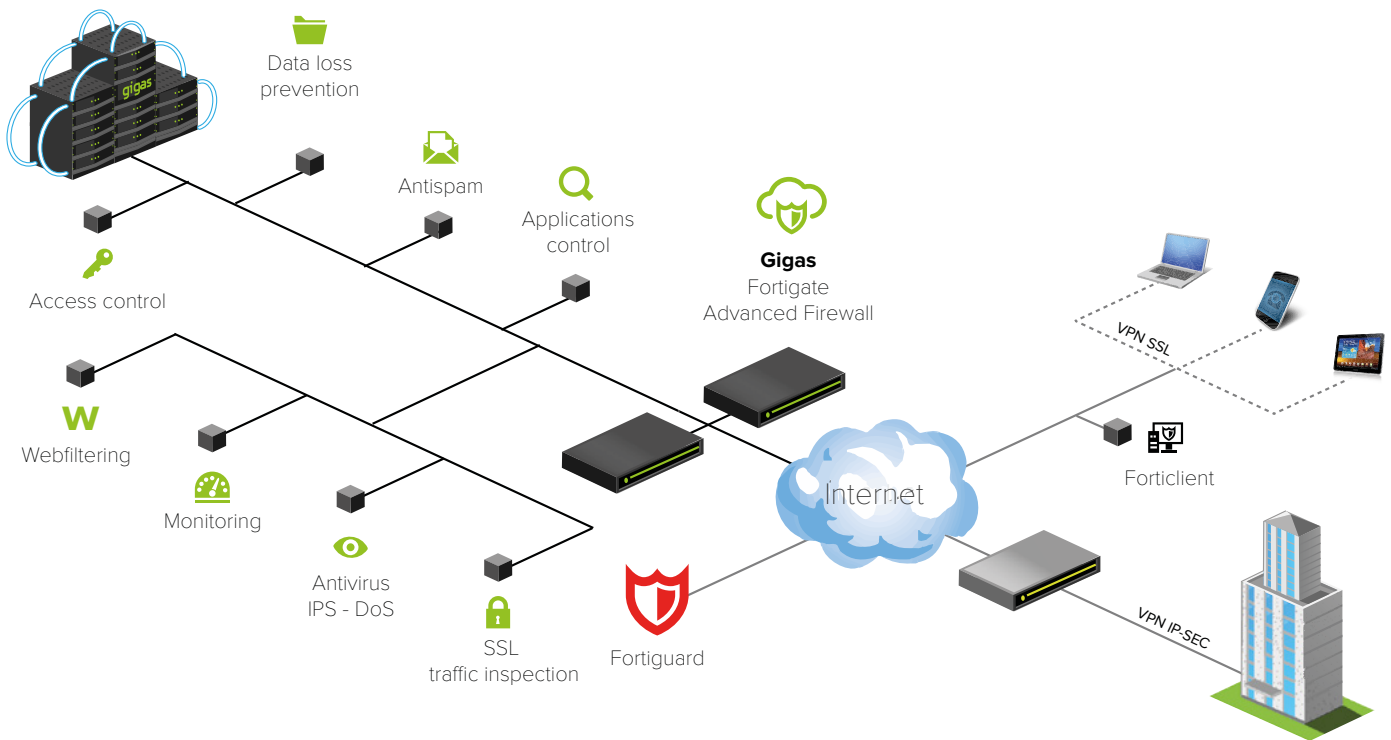 gigas
Data loss
prevention
Antispam
Applications
control
Gigas
Fortigate
Advanced Firewall
Access control
VPN SSL
Webfiltering
Monitoring
Antivirus
IPS - DoS
SSL
traffic inspection
Internet
Forticlient
Fortiguard
VPN IP-SEC
W